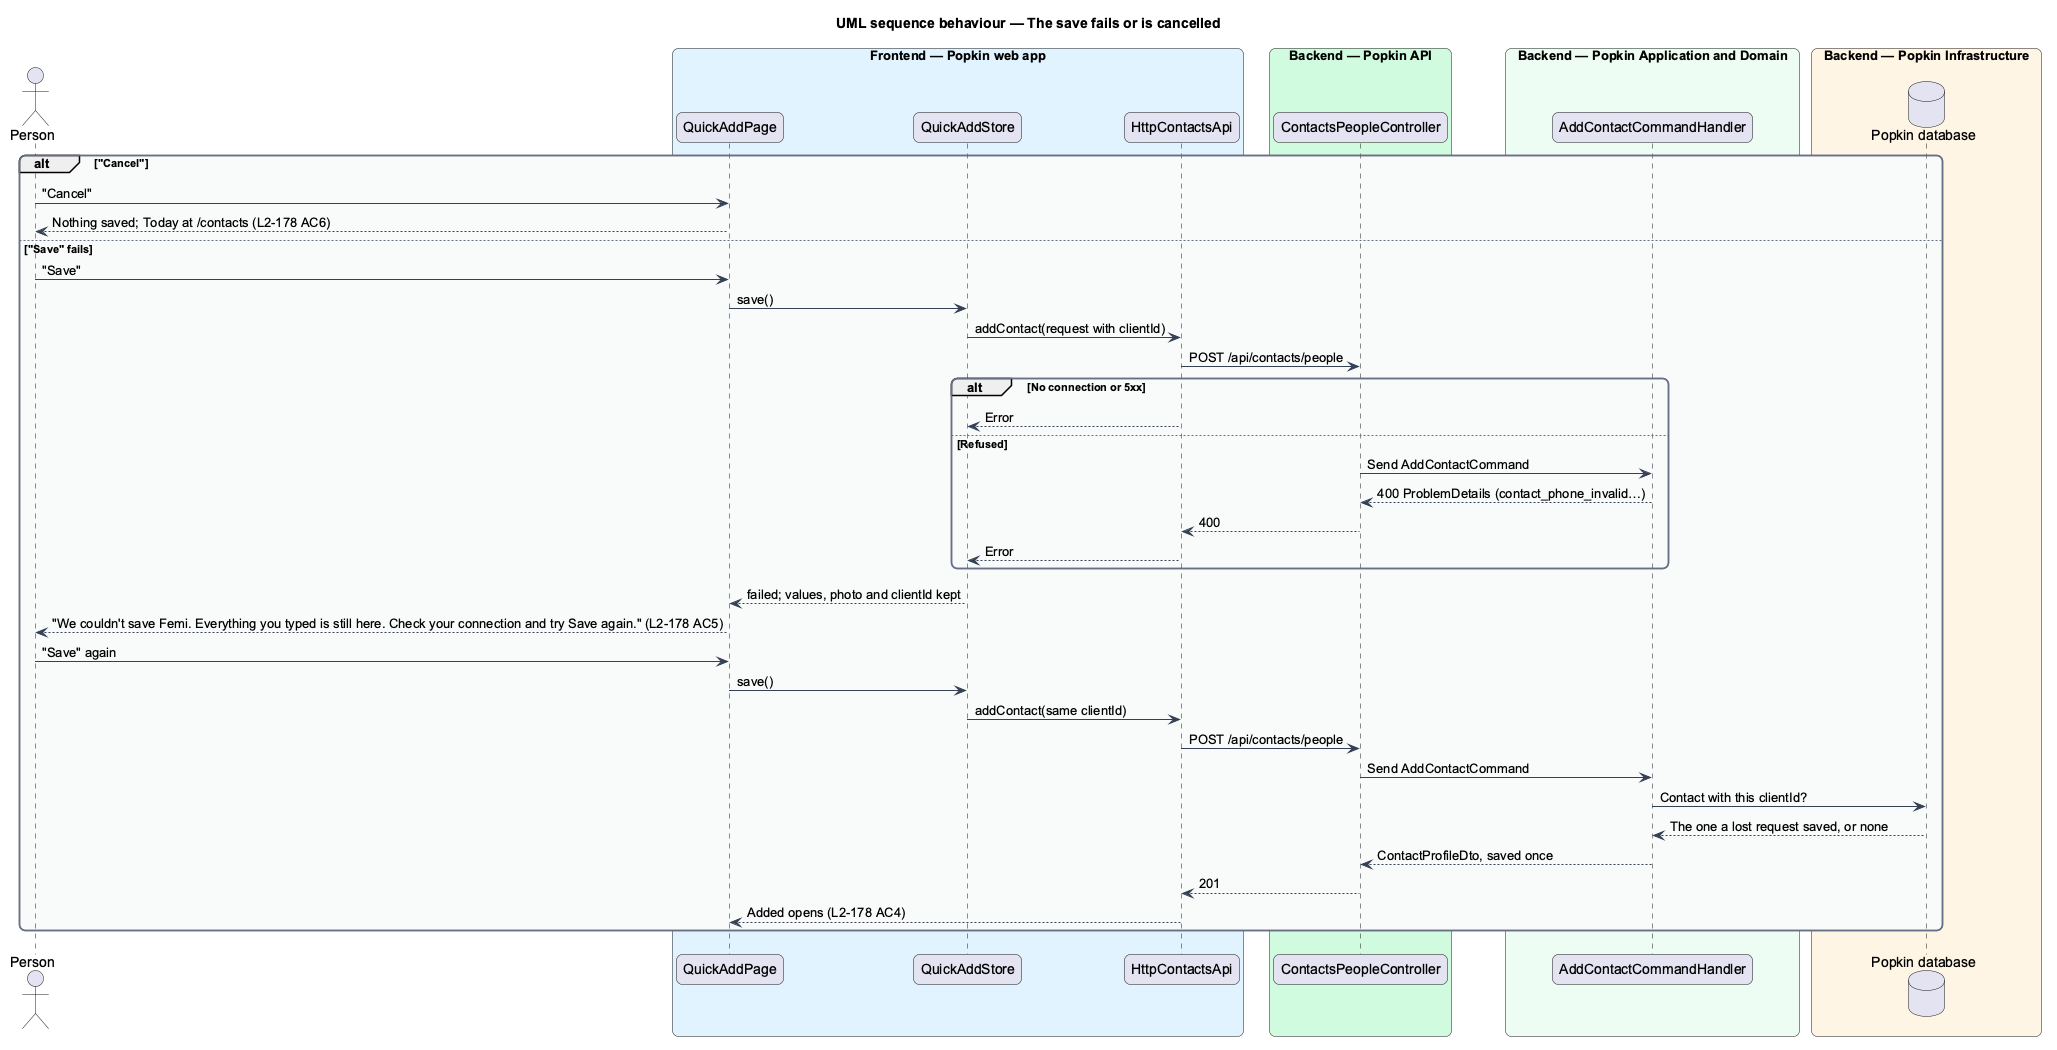 UML sequence behaviour — The save fails or is cancelled
Frontend — Popkin web app
Backend — Popkin API
Backend — Popkin Application and Domain
Backend — Popkin Infrastructure
Person
QuickAddPage
QuickAddStore
HttpContactsApi
ContactsPeopleController
AddContactCommandHandler
Popkin database
alt
["Cancel"]
"Cancel"
Nothing saved; Today at /contacts (L2-178 AC6)
["Save" fails]
"Save"
save()
addContact(request with clientId)
POST /api/contacts/people
alt
[No connection or 5xx]
Error
[Refused]
Send AddContactCommand
400 ProblemDetails (contact_phone_invalid...)
400
Error
failed; values, photo and clientId kept
"We couldn't save Femi. Everything you typed is still here. Check your connection and try Save again." (L2-178 AC5)
"Save" again
save()
addContact(same clientId)
POST /api/contacts/people
Send AddContactCommand
Contact with this clientId?
The one a lost request saved, or none
ContactProfileDto, saved once
201
Added opens (L2-178 AC4)
Person
QuickAddPage
QuickAddStore
HttpContactsApi
ContactsPeopleController
AddContactCommandHandler
Popkin database